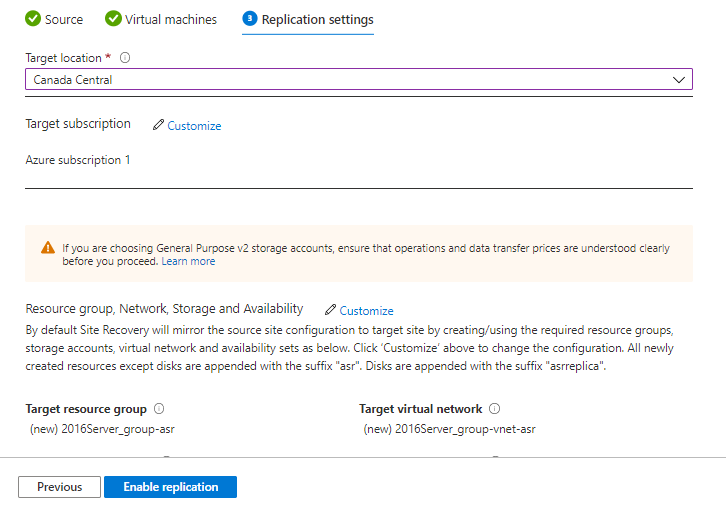 Source Virtual machines 3 Replication settings
Target location *
Canada Central
Target subscription Customize
Azure subscription 1
If you are choosing General Purpose v2 storage accounts, ensure that operations and data transfer prices are understood clearly
before you proceed. Learn more
Resource group, Network, Storage and Availability Customize
By default Site Recovery will mirror the source site configuration to target site by creating/using the required resource groups,
storage accounts, virtual network and availability sets as below. Click 'Customize' above to change the configuration. All newly
created resources except disks are appended with the suffix "asr". Disks are appended with the suffix "asrreplica".
Target resource group Target virtual network
(new) 2016Server_group-asr (new) 2016Server_group-vnet-asr
Previous Enable replication